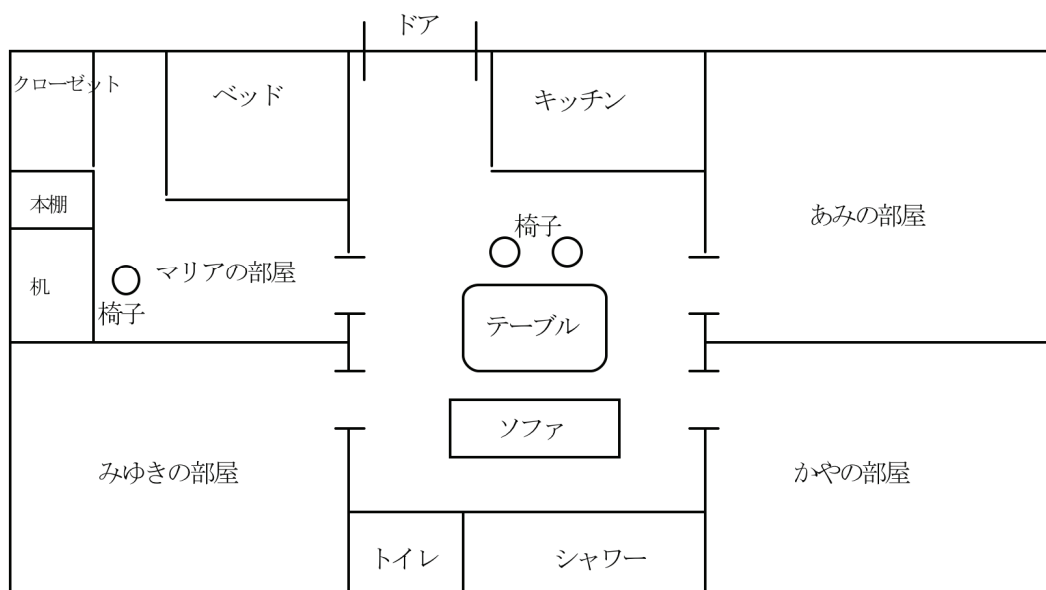 ドア
クローゼット
ベッド
キッチン
本棚
あみの部屋
椅子
マリアの部屋
机
椅子
テーブル
ソファ
みゆきの部屋
かやの部屋
トイレ
シャワー